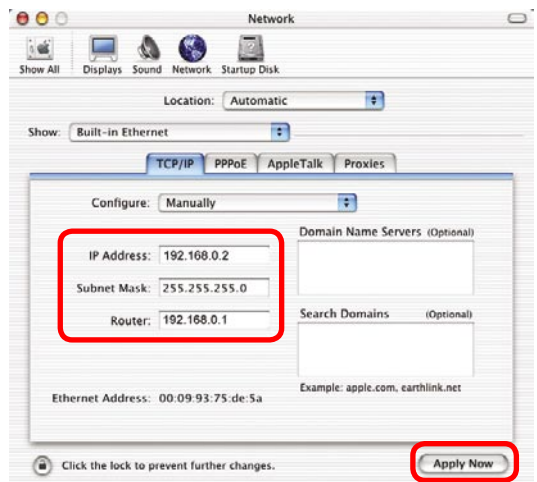 Network
Show All Displays Sound Network Startup Disk
Location: Automatic
Show: Built-in Ethernet
TCP/IP PPPoE AppleTalk Proxies
Configure: Manually
Domain Name Servers (Optional)
IP Address: 192.168.0.2
Subnet Mask: 255.255.255.0
Search Domains (Optional)
Router: 192.168.0.1
Example: apple.com, earthlink.net
Ethernet Address: 00:09:93:75:de:5a
Click the lock to prevent further changes.
Apply Now